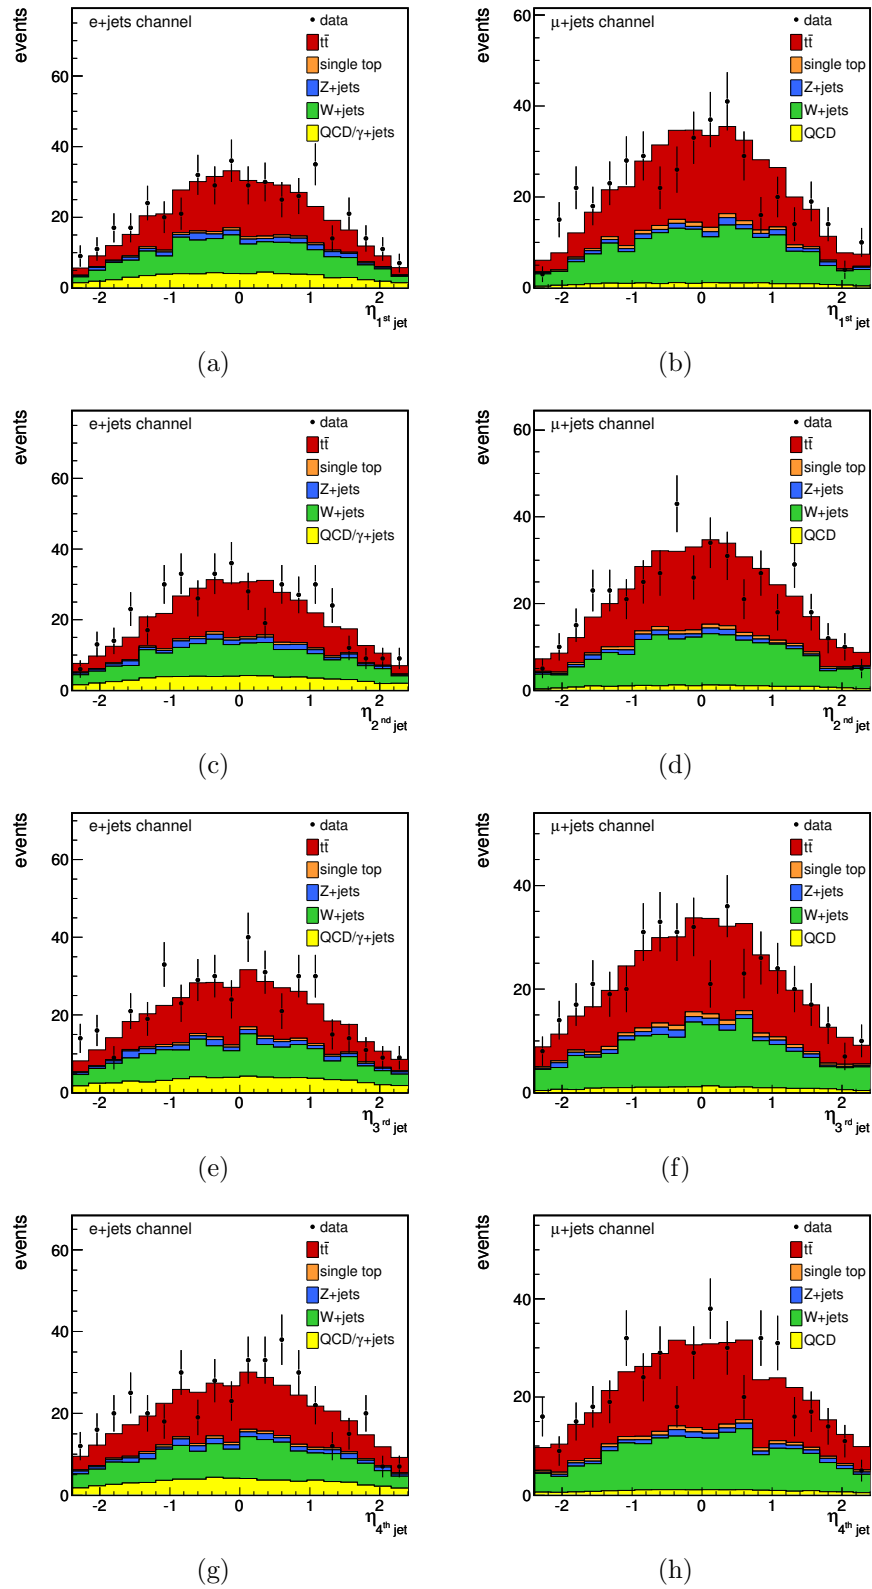 events
e+jets channel
data
tt̄
single top
Z+jets
W+jets
QCD/γ+jets
60
40
20
0
-2 -1 0 1 2
η 1st jet
(a)
events
μ+jets channel
data
tt̄
single top
Z+jets
W+jets
QCD
60
40
20
0
-2 -1 0 1 2
η 1st jet
(b)
events
e+jets channel
data
tt̄
single top
Z+jets
W+jets
QCD/γ+jets
60
40
20
0
-2 -1 0 1 2
η 2nd jet
(c)
events
μ+jets channel
data
tt̄
single top
Z+jets
W+jets
QCD
60
40
20
0
-2 -1 0 1 2
η 2nd jet
(d)
events
e+jets channel
data
tt̄
single top
Z+jets
W+jets
QCD/γ+jets
60
40
20
0
-2 -1 0 1 2
η 3rd jet
(e)
events
μ+jets channel
data
tt̄
single top
Z+jets
W+jets
QCD
40
20
0
-2 -1 0 1 2
η 3rd jet
(f)
events
e+jets channel
data
tt̄
single top
Z+jets
W+jets
QCD/γ+jets
60
40
20
0
-2 -1 0 1 2
η 4th jet
(g)
events
μ+jets channel
data
tt̄
single top
Z+jets
W+jets
QCD
40
20
0
-2 -1 0 1 2
η 4th jet
(h)